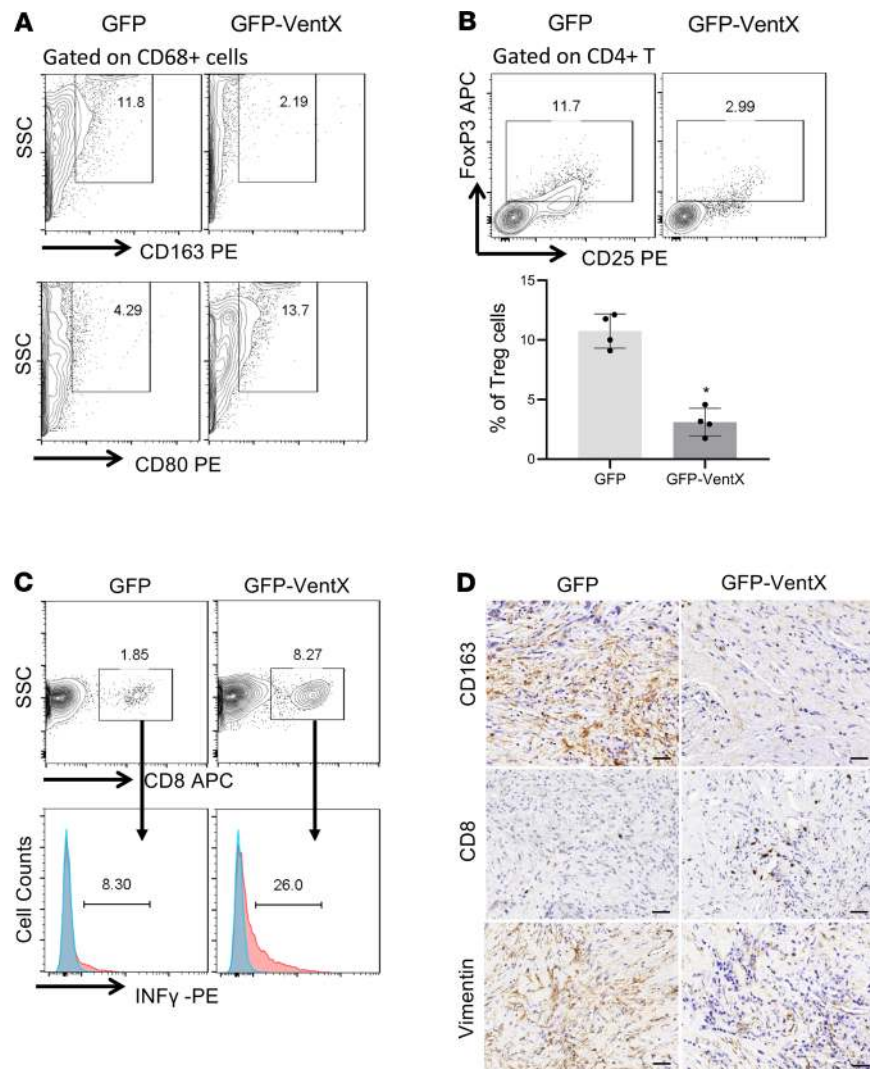 A
GFP GFP-VentX
Gated on CD68+ cells
SSC
11.8
2.19
CD163 PE
SSC
4.29
13.7
CD80 PE
B
GFP GFP-VentX
Gated on CD4+ T
FoxP3 APC
11.7
2.99
CD25 PE
% of Treg cells
15
10
5
0
*
GFP
GFP-VentX
C
GFP GFP-VentX
SSC
1.85
8.27
CD8 APC
Cell Counts
8.30
26.0
INFγ -PE
D
GFP GFP-VentX
CD163
CD8
Vimentin